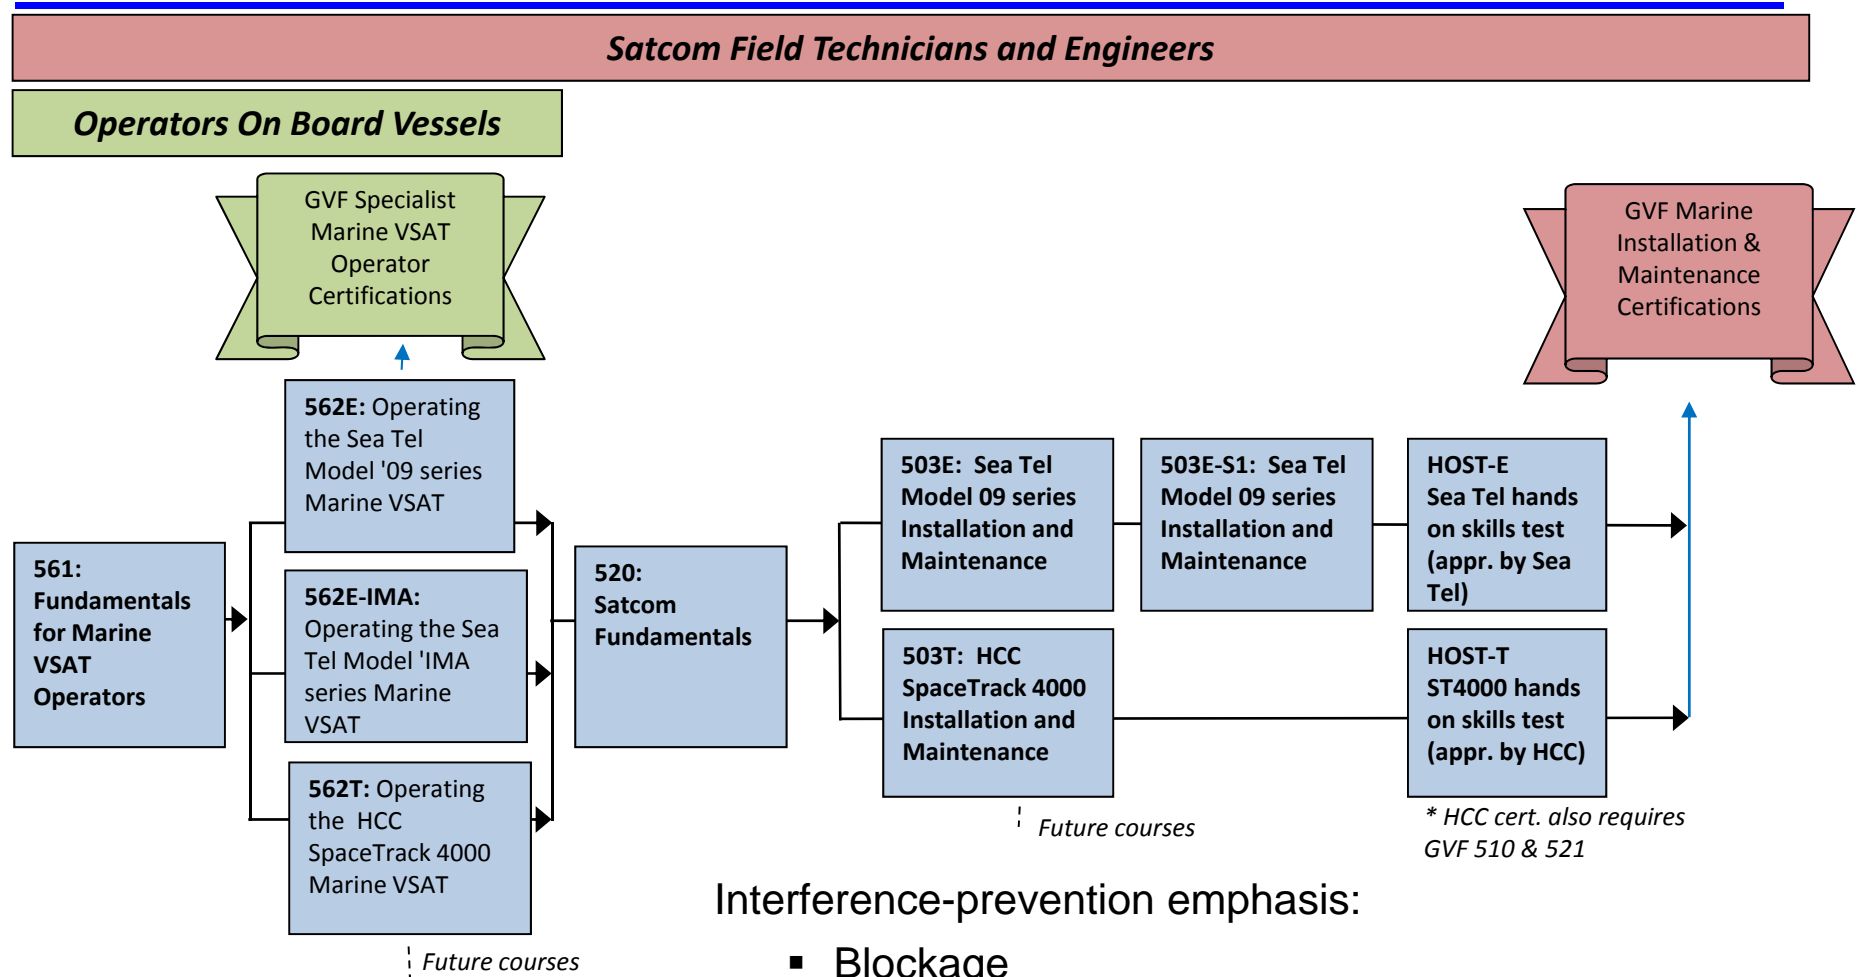 Satcom Field Technicians and Engineers
Operators On Board Vessels
GVF Specialist
Marine VSAT
Operator
Certifications
GVF Marine
Installation &
Maintenance
Certifications
561:
Fundamentals
for Marine
VSAT
Operators
562E: Operating
the Sea Tel
Model '09 series
Marine VSAT
562E-IMA:
Operating the Sea
Tel Model 'IMA
series Marine
VSAT
562T: Operating
the HCC
SpaceTrack 4000
Marine VSAT
Future courses
520:
Satcom
Fundamentals
503E: Sea Tel
Model 09 series
Installation and
Maintenance
503E-S1: Sea Tel
Model 09 series
Installation and
Maintenance
HOST-E
Sea Tel hands
on skills test
(appr. by Sea
Tel)
503T: HCC
SpaceTrack 4000
Installation and
Maintenance
HOST-T
ST4000 hands
on skills test
(appr. by HCC)
Future courses
* HCC cert. also requires
GVF 510 & 521
Interference-prevention emphasis:
▪ Blockage